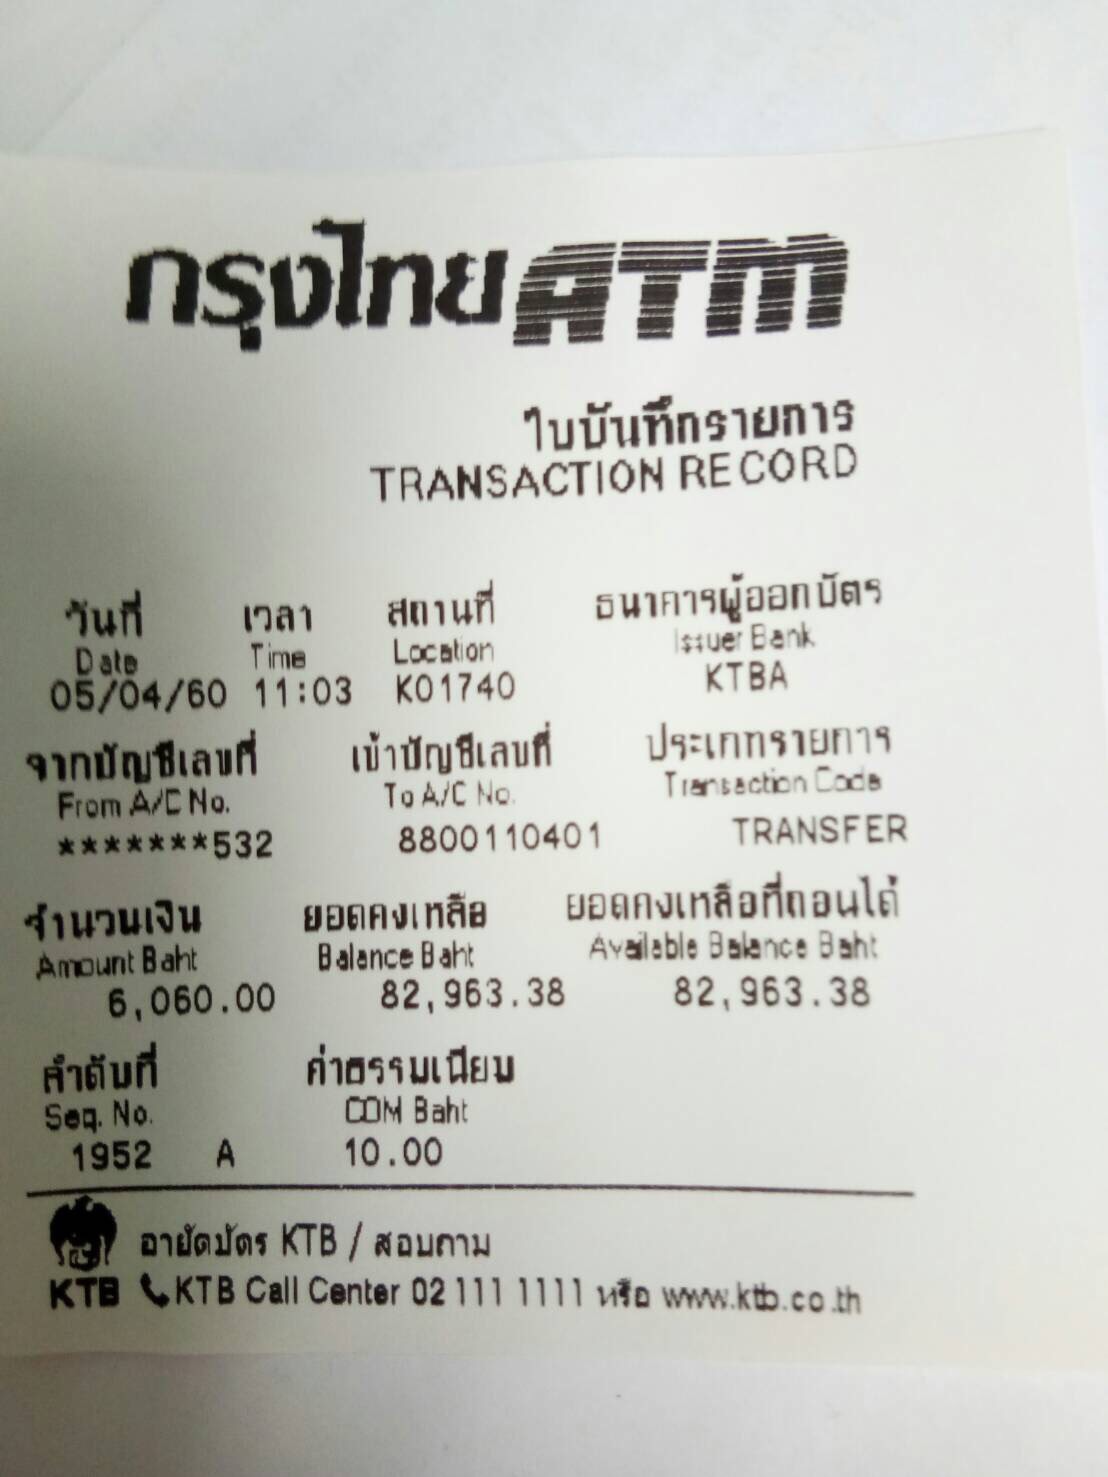 กรุงไทย ATM
ใบบันทึกรายการ
TRANSACTION RECORD
วันที่ เวลา สถานที่ ธนาคารผู้ออกบัตร
Date Time Location Issuer Bank
05/04/60 11:03 K01740 KTBA
จากบัญชีเลขที่ เข้าบัญชีเลขที่ ประเภทรายการ
From A/C No. To A/C No. Transaction Code
*******532 8800110401 TRANSFER
จำนวนเงิน ยอดคงเหลือ ยอดคงเหลือที่ถอนได้
Amount Baht Balance Baht Available Balance Baht
6,060.00 82,963.38 82,963.38
ลำดับที่ ค่าธรรมเนียม
Seq. No. COM Baht
1952 A 10.00
อายัดบัตร KTB / สอบถาม
KTB KTB Call Center 02 111 1111 หรือ www.ktb.co.th